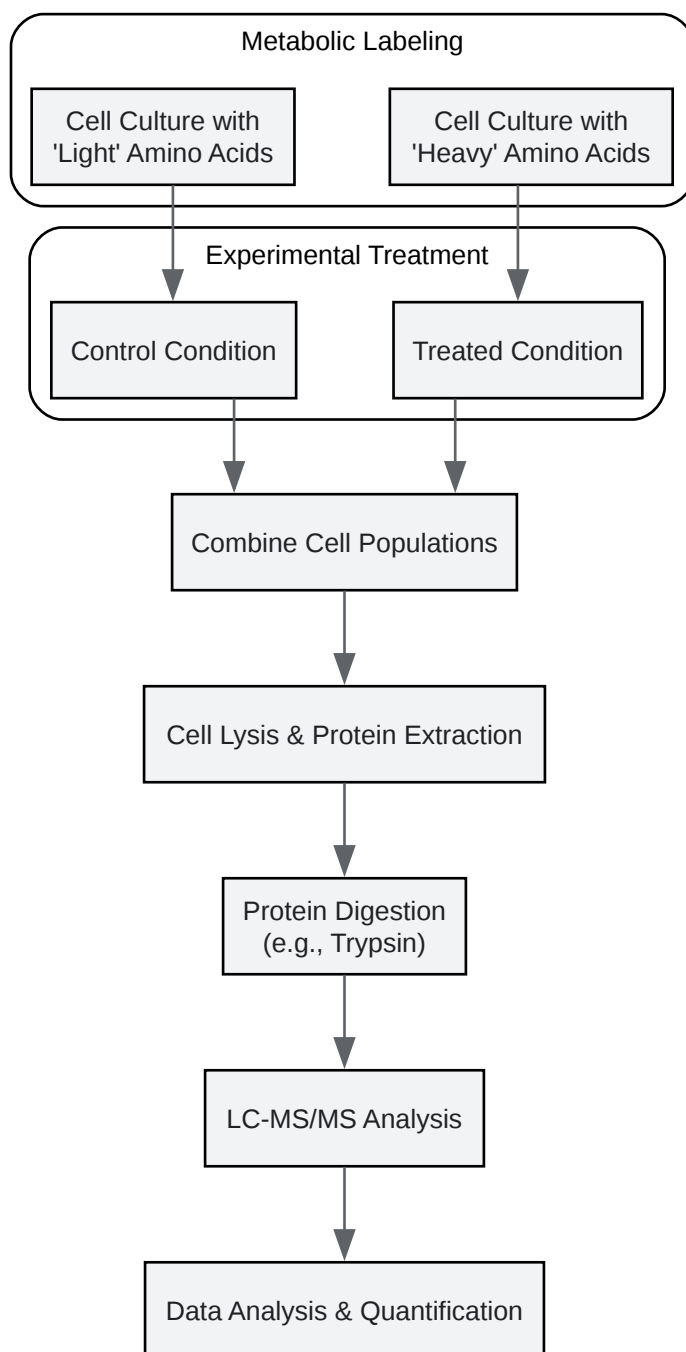 Metabolic Labeling
Cell Culture with
'Light' Amino Acids
Cell Culture with
'Heavy' Amino Acids
Experimental Treatment
Control Condition
Treated Condition
Combine Cell Populations
Cell Lysis & Protein Extraction
Protein Digestion
(e.g., Trypsin)
LC-MS/MS Analysis
Data Analysis & Quantification